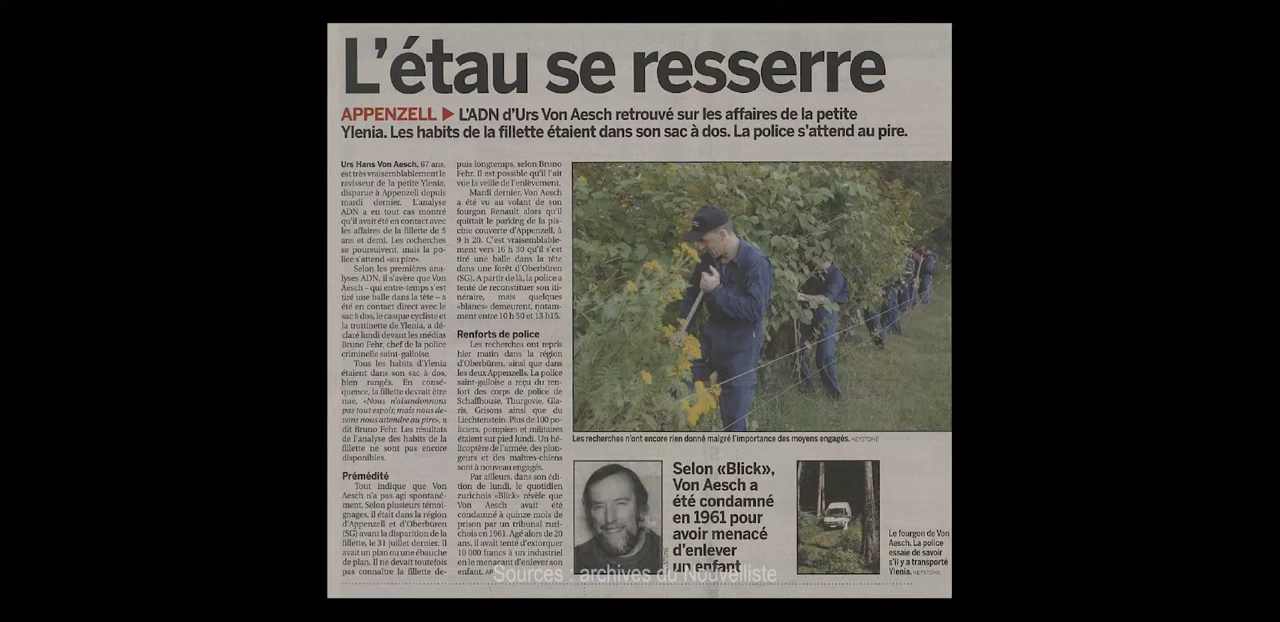 L'étau se resserre
APPENZELL ▶ L'ADN d'Urs Von Aesch retrouvé sur les affaires de la petite
Ylenia. Les habits de la fillette étaient dans son sac à dos. La police s'attend au pire.
Urs Hans Von Aesch, 67 ans,
est très vraisemblablement le
ravisseur de la petite Ylenia,
disparue à Appenzell depuis
mardi dernier. L'analyse
ADN a en tout cas montré
qu'il avait été en contact avec
les affaires de la fillette de 5
ans et demi. Les recherches
se poursuivent, mais la po-
lice s'attend «au pire».
Selon les premières ana-
lyses ADN, il s'avère que Von
Aesch – qui entre-temps s'est
tiré une balle dans la tête – a
été en contact direct avec le
sac à dos, le casque cycliste et
la trottinette de Ylenia, a dé-
claré lundi devant les médias
Bruno Fehr, chef de la police
criminelle saint-galloise.
Tous les habits d'Ylenia
étaient dans son sac à dos,
bien rangés. En consé-
quence, la fillette devrait être
nue. «Nous n'abandonnons
pas tout espoir, mais nous de-
vons nous attendre au pire», a
dit Bruno Fehr. Les résultats
de l'analyse des habits de la
fillette ne sont pas encore
disponibles.
Prémédité
Tout indique que Von
Aesch n'a pas agi spontané-
ment. Selon plusieurs témoi-
gnages, il était dans la région
d'Appenzell et d'Oberbüren
(SG) avant la disparition de la
fillette, le 31 juillet dernier. Il
avait un plan ou une ébauche
de plan. Il ne devait toutefois
pas connaître la fillette de-
puis longtemps, selon Bruno
Fehr. Il est possible qu'il l'ait
vue la veille de l'enlèvement.
Mardi dernier, Von Aesch
a été vu au volant de son
fourgon Renault alors qu'il
quittait le parking de la pis-
cine couverte d'Appenzell, à
9 h 20. C'est vraisemblable-
ment vers 16 h 30 qu'il s'est
tiré une balle dans la tête
dans une forêt d'Oberbüren
(SG). A partir de là, la police a
tenté de reconstituer son iti-
néraire, mais quelques
«blancs» demeurent, notam-
ment entre 10 h 50 et 13 h15.
Renforts de police
Les recherches ont repris
hier matin dans la région
d'Oberbüren, ainsi que dans
les deux Appenzells. La police
saint-galloise a reçu du ren-
fort des corps de police de
Schaffhouse, Thurgovie, Gla-
ris, Grisons ainsi que du
Liechtenstein. Plus de 100 po-
liciers, pompiers et militaires
étaient sur pied lundi. Un hé-
licoptère de l'armée, des plon-
geurs et des maîtres-chiens
sont à nouveau engagés.
Par ailleurs, dans son édi-
tion de lundi, le quotidien
zurichois «Blick» révèle que
Von Aesch avait été
condamné à quinze mois de
prison par un tribunal zuri-
chois en 1961. Agé alors de 20
ans, il avait tenté d'extorquer
10 000 francs à un industriel
en le menaçant d'enlever son
enfant. AP
Les recherches n'ont encore rien donné malgré l'importance des moyens engagés. KEYSTONE
KEYSTONE
Selon «Blick»,
Von Aesch a
été condamné
en 1961 pour
avoir menacé
d'enlever
un enfant
Le fourgon de Von
Aesch. La police
essaie de savoir
s'il y a transporté
Ylenia. KEYSTONE
Sources : archives du Nouvelliste